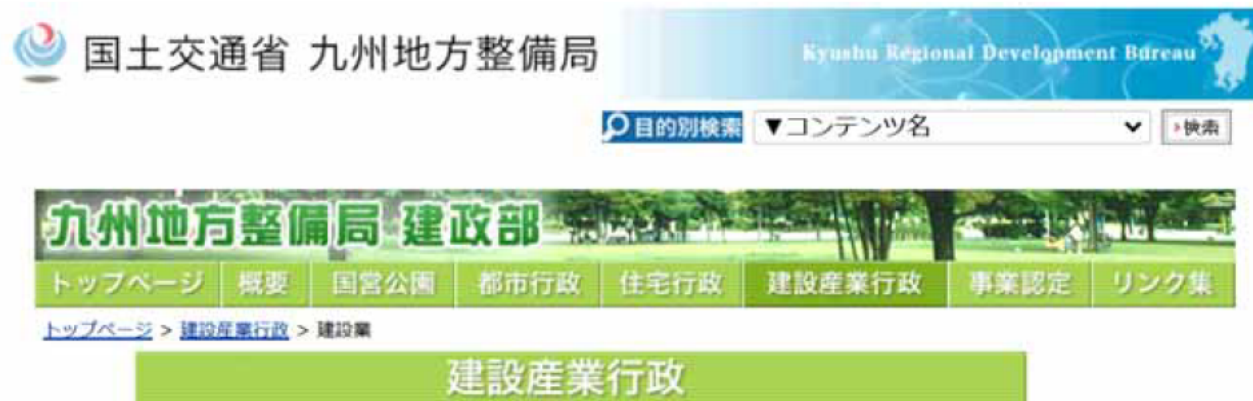 国土交通省 九州地方整備局
Kyushu Regional Development Bureau
目的別検索 ▼コンテンツ名 検索
九州地方整備局 建政部
トップページ 概要 国営公園 都市行政 住宅行政 建設産業行政 事業認定 リンク集
トップページ > 建設産業行政 > 建設業
建設産業行政